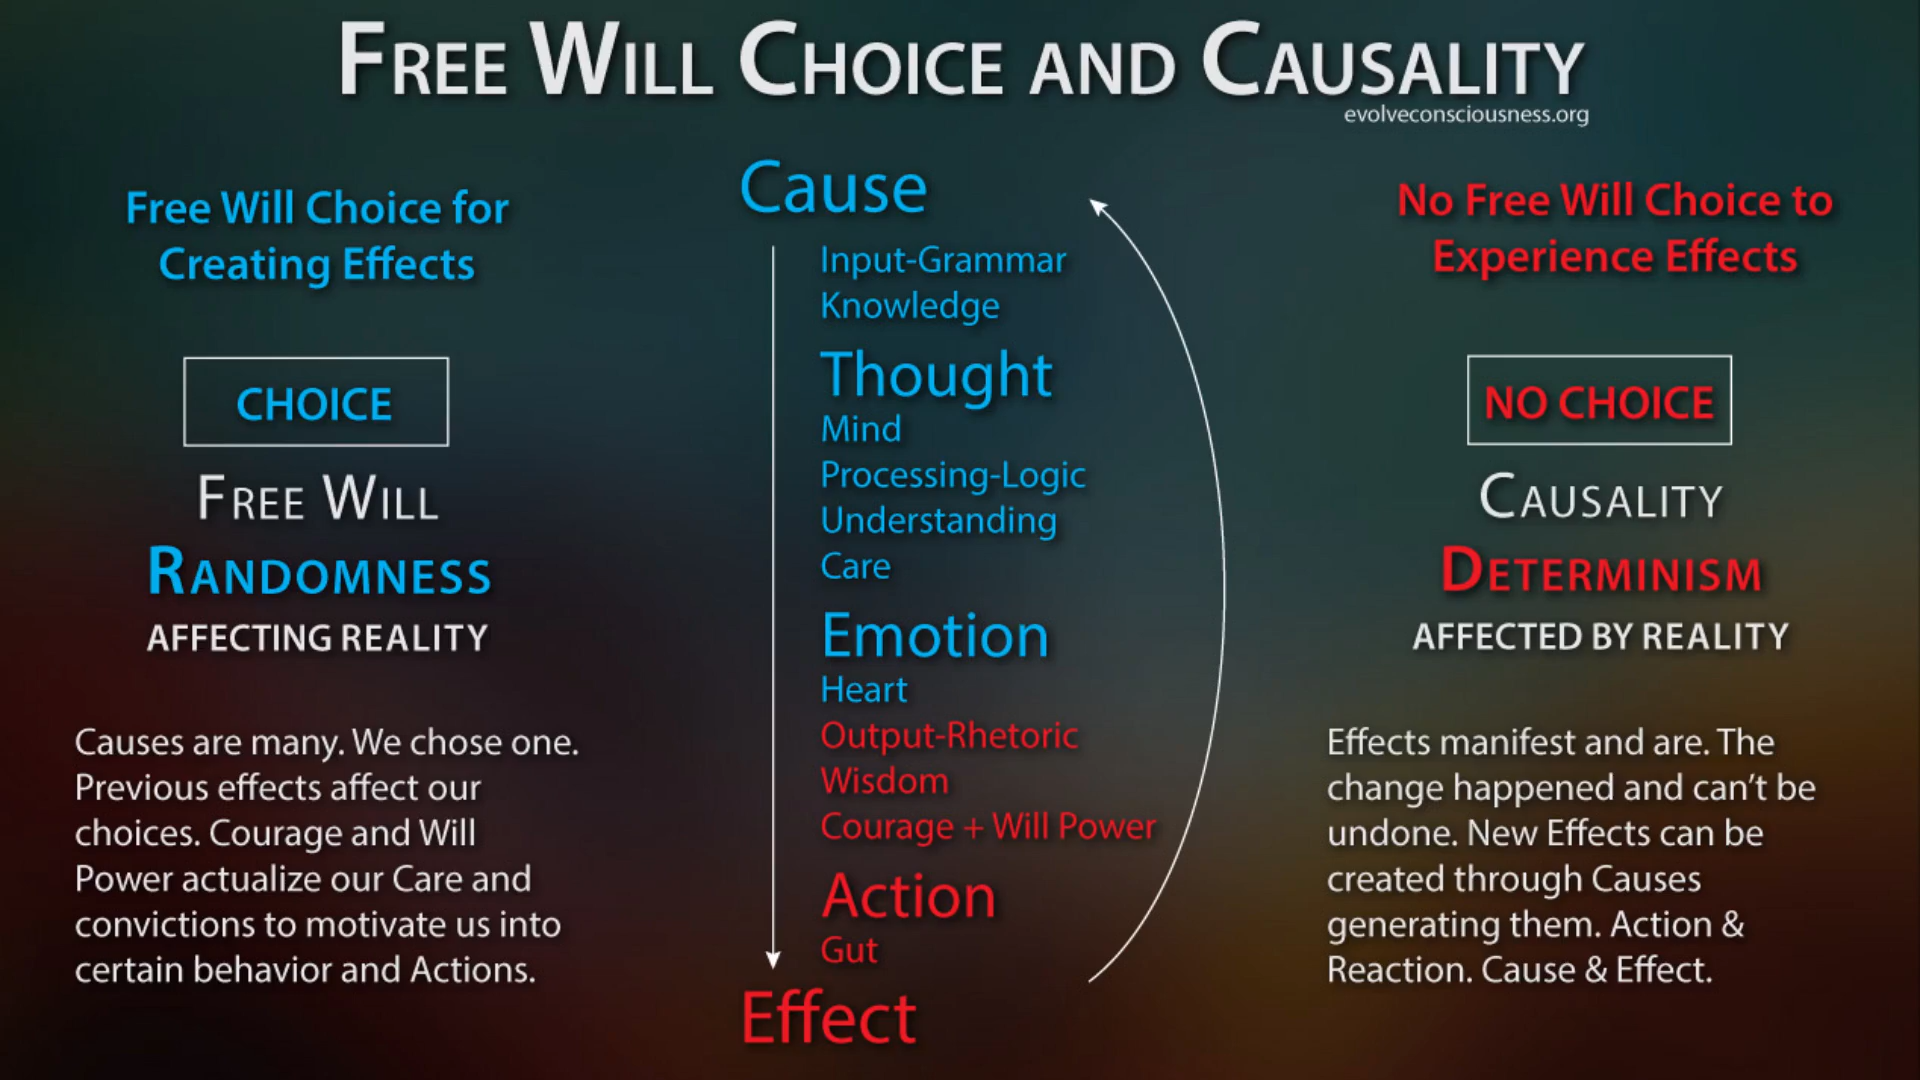 FREE WILL CHOICE AND CAUSALITY
evolveconsciousness.org
Free Will Choice for
Creating Effects
CHOICE
FREE WILL
RANDOMNESS
AFFECTING REALITY
Causes are many. We chose one.
Previous effects affect our
choices. Courage and Will
Power actualize our Care and
convictions to motivate us into
certain behavior and Actions.
Cause
Input-Grammar
Knowledge
Thought
Mind
Processing-Logic
Understanding
Care
Emotion
Heart
Output-Rhetoric
Wisdom
Courage + Will Power
Action
Gut
Effect
No Free Will Choice to
Experience Effects
NO CHOICE
CAUSALITY
DETERMINISM
AFFECTED BY REALITY
Effects manifest and are. The
change happened and can't be
undone. New Effects can be
created through Causes
generating them. Action &
Reaction. Cause & Effect.